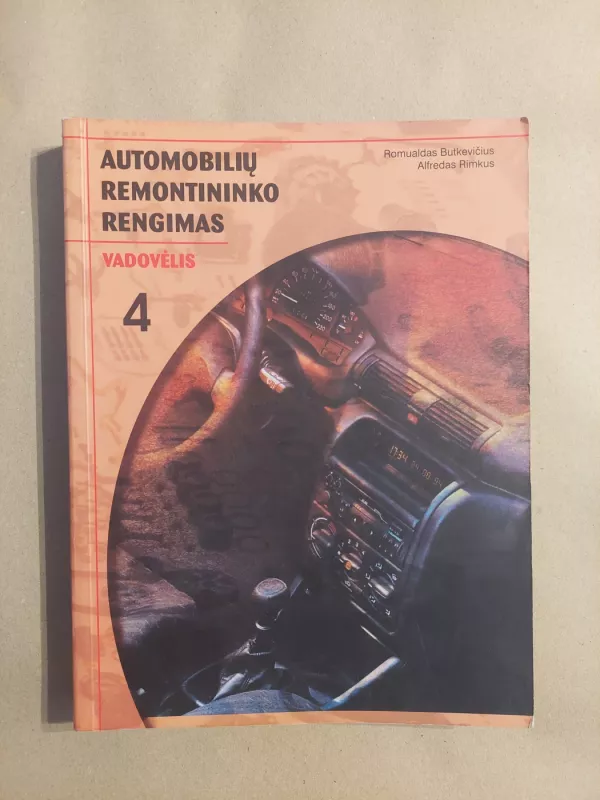 AUTOMOBILIŲ
REMONTININKO
RENGIMAS
VADOVĖLIS
4
Romualdas Butkevičius
Alfredas Rimkus